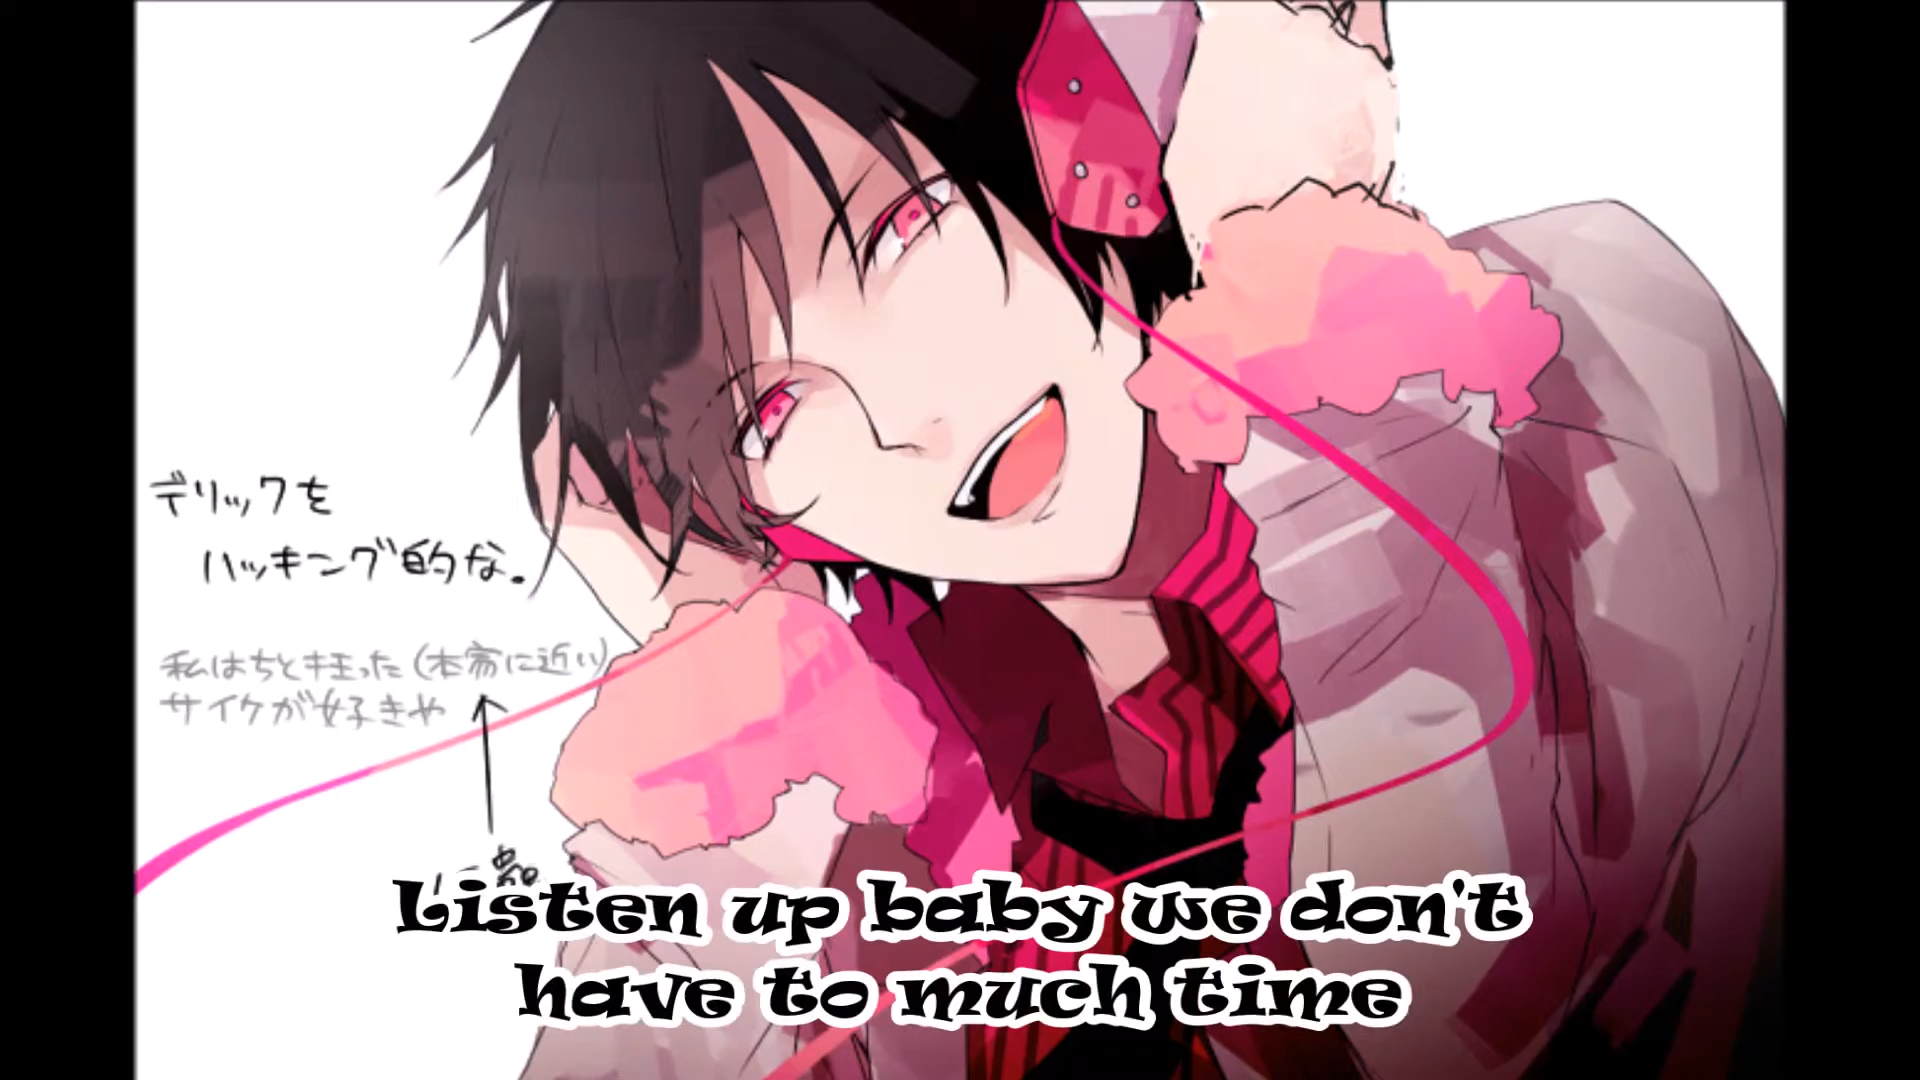 デリックを
ハッキング的な。
私はちと狂った(本家に近い)
サイケが好きや
Listen up baby we don't
have to much time